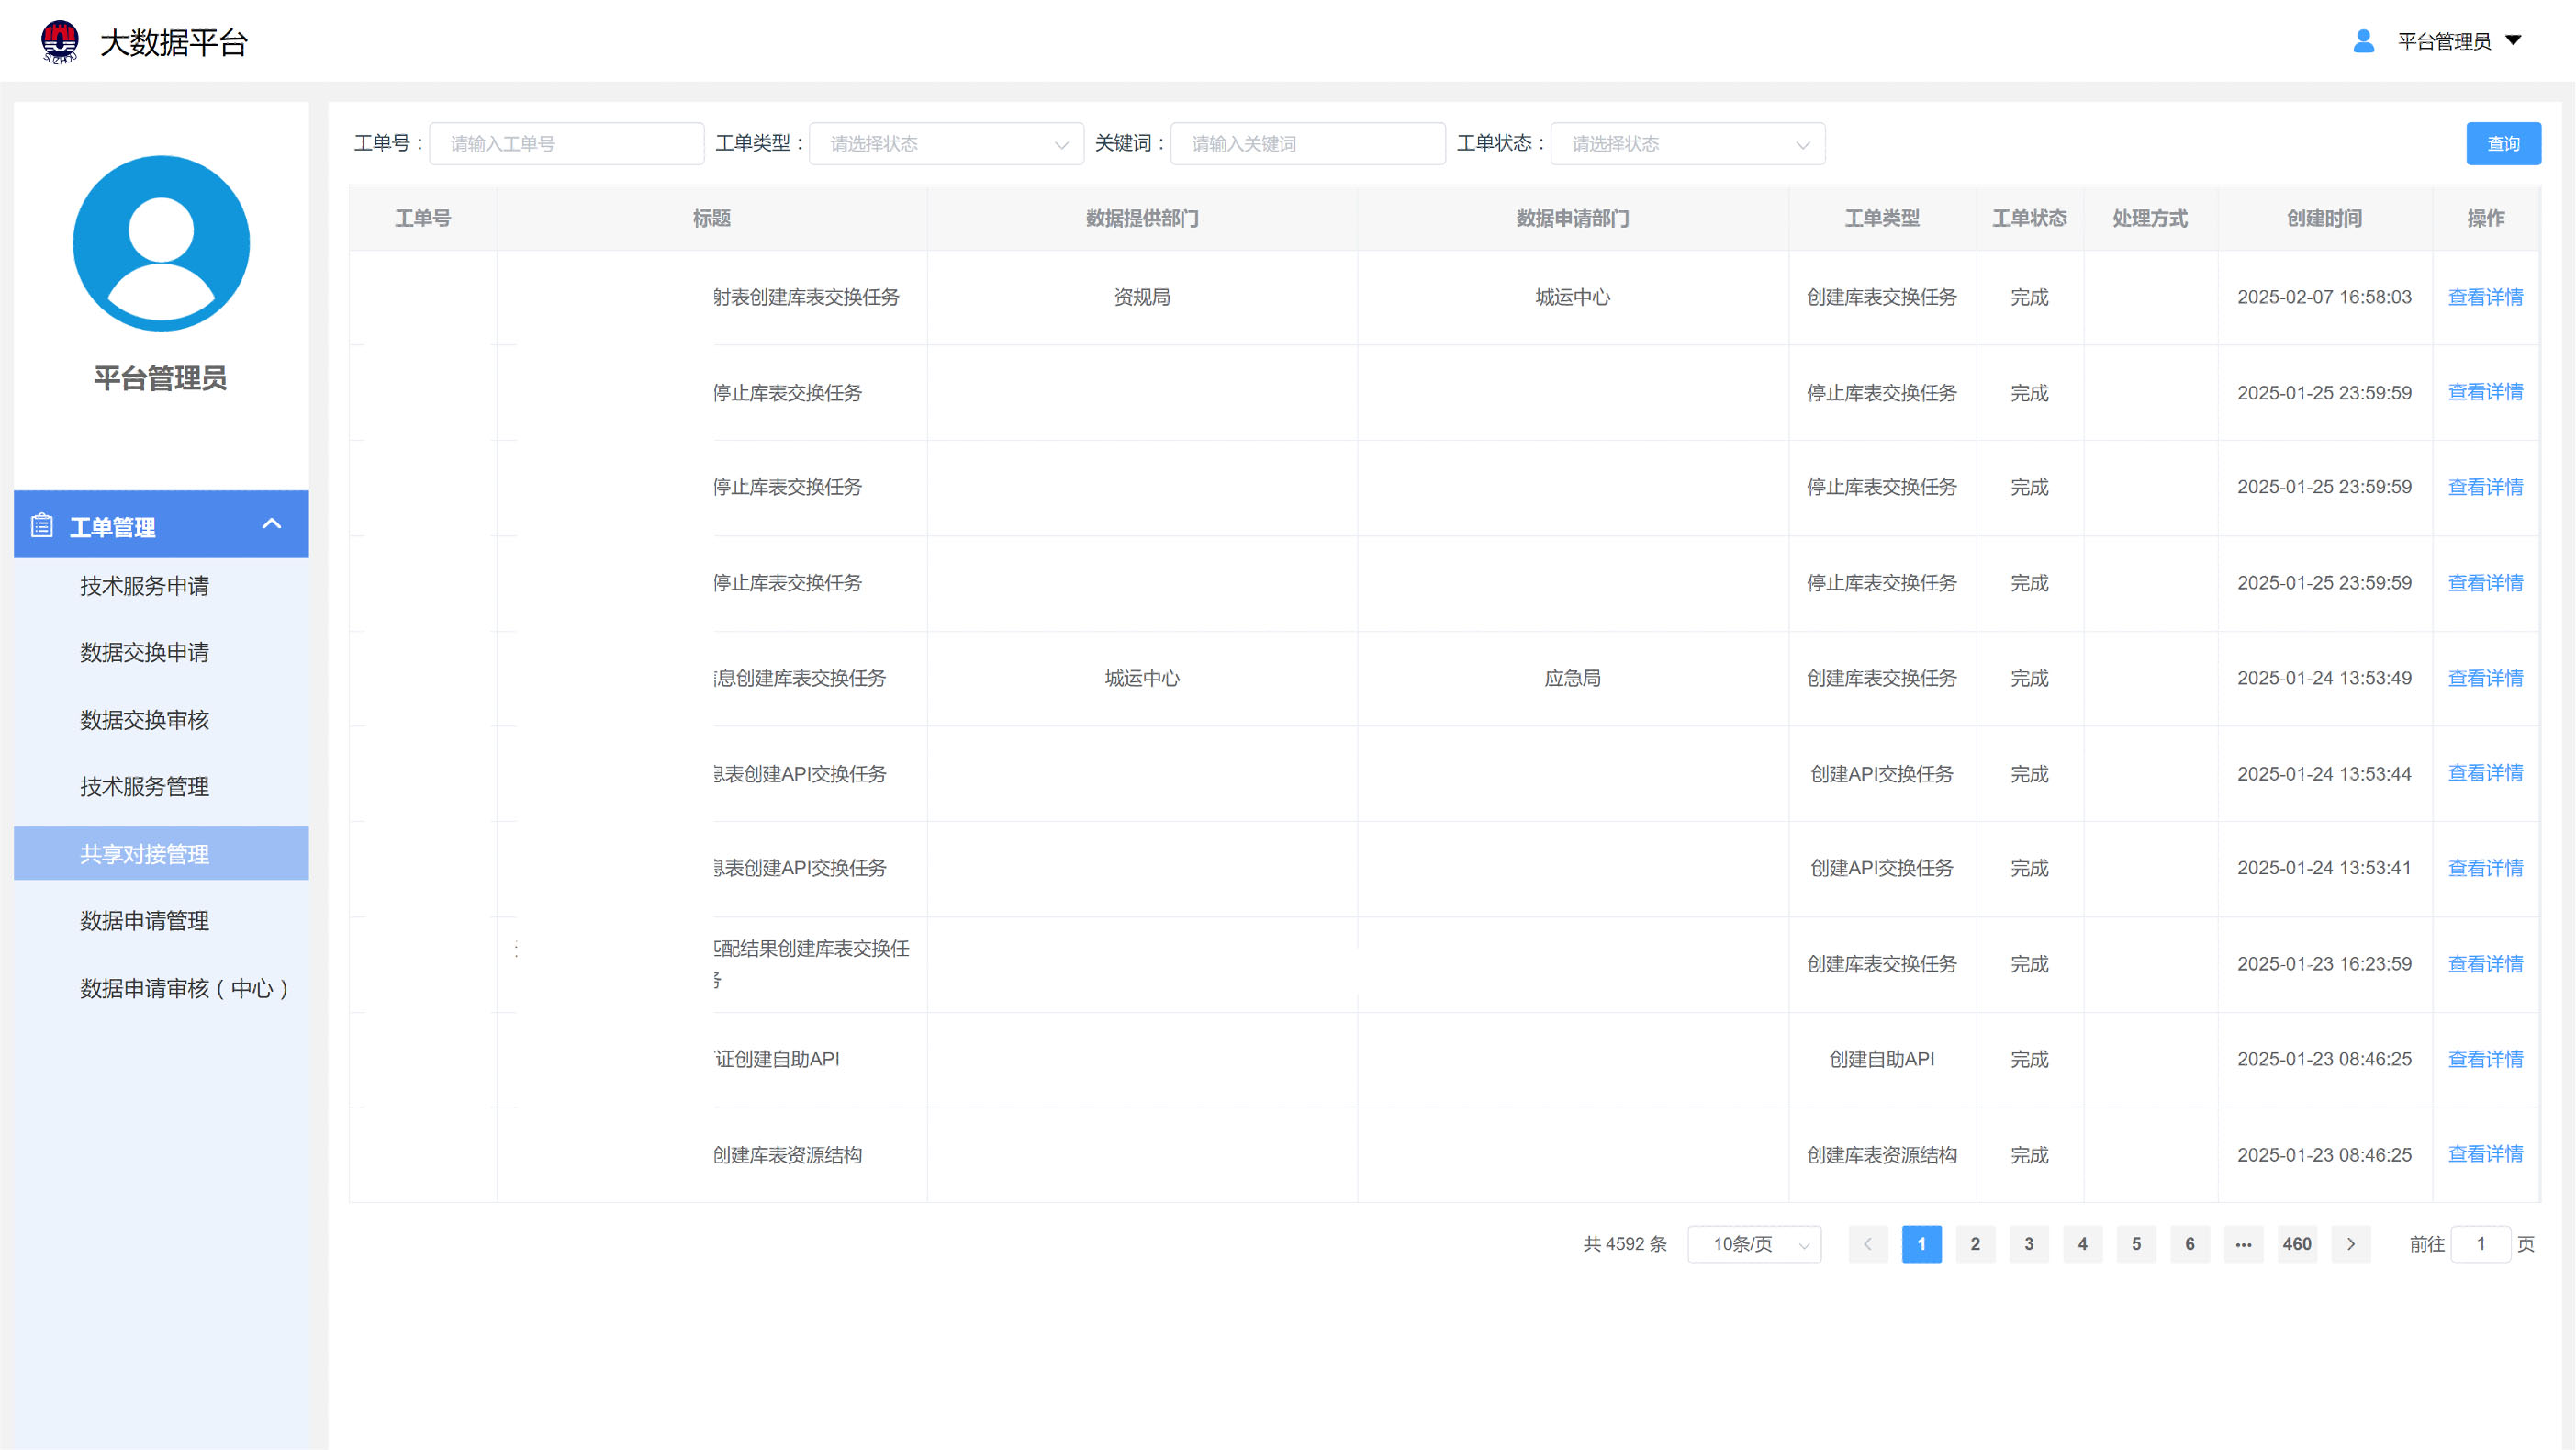 SUZHOU
大数据平台
平台管理员
平台管理员
工单管理
技术服务申请
数据交换申请
数据交换审核
技术服务管理
共享对接管理
数据申请管理
数据申请审核（中心）
工单号： 请输入工单号 工单类型： 请选择状态 关键词： 请输入关键词 工单状态： 请选择状态 查询
工单号 标题 数据提供部门 数据申请部门 工单类型 工单状态 处理方式 创建时间 操作
射表创建库表交换任务 资规局 城运中心 创建库表交换任务 完成 2025-02-07 16:58:03 查看详情
停止库表交换任务 停止库表交换任务 完成 2025-01-25 23:59:59 查看详情
停止库表交换任务 停止库表交换任务 完成 2025-01-25 23:59:59 查看详情
停止库表交换任务 停止库表交换任务 完成 2025-01-25 23:59:59 查看详情
息创建库表交换任务 城运中心 应急局 创建库表交换任务 完成 2025-01-24 13:53:49 查看详情
息表创建API交换任务 创建API交换任务 完成 2025-01-24 13:53:44 查看详情
息表创建API交换任务 创建API交换任务 完成 2025-01-24 13:53:41 查看详情
匹配结果创建库表交换任
务 创建库表交换任务 完成 2025-01-23 16:23:59 查看详情
证创建自助API 创建自助API 完成 2025-01-23 08:46:25 查看详情
创建库表资源结构 创建库表资源结构 完成 2025-01-23 08:46:25 查看详情
共 4592 条 10条/页 < 1 2 3 4 5 6 ••• 460 > 前往 1 页